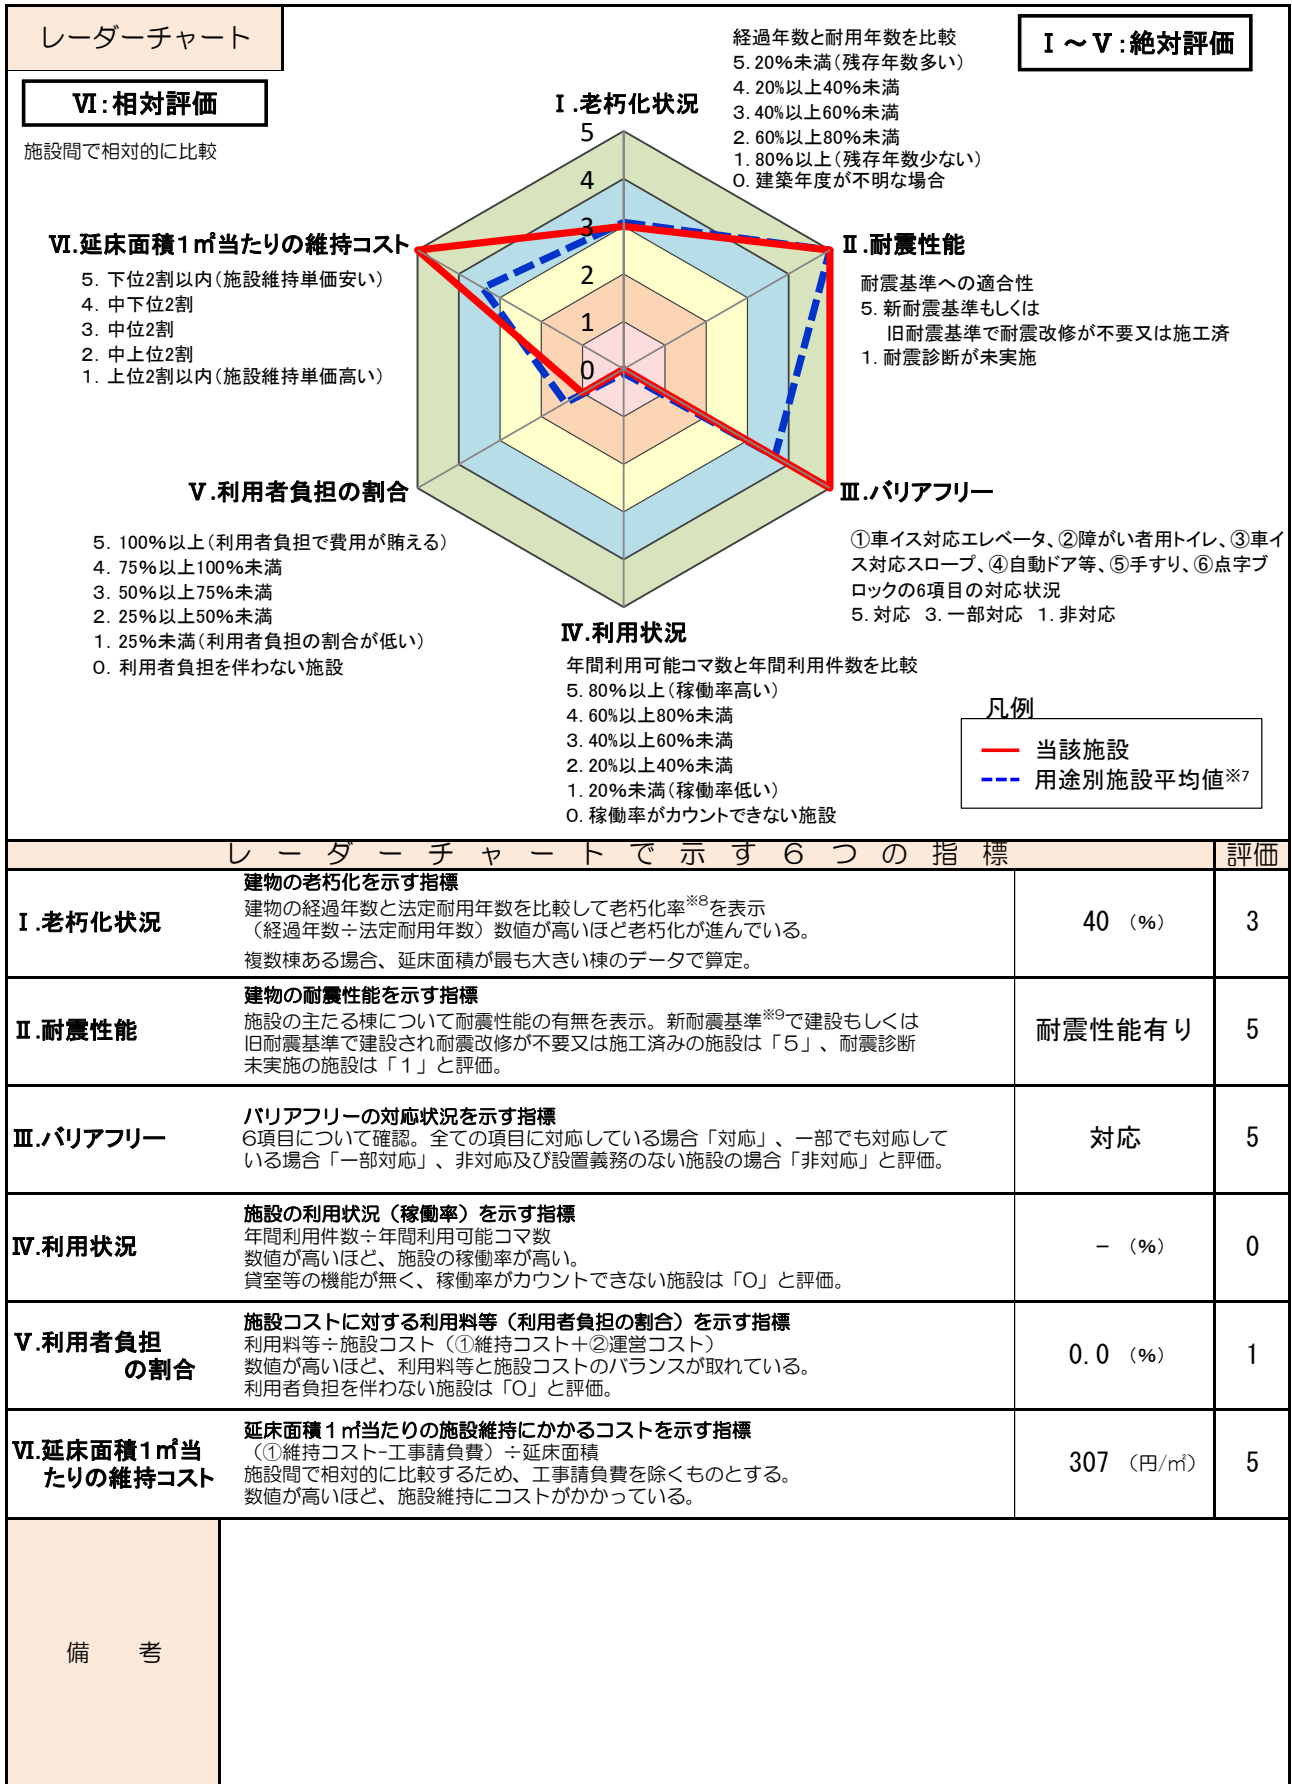 レーダーチャート
Ⅰ～Ⅴ:絶対評価
Ⅵ:相対評価
施設間で相対的に比較
Ⅰ.老朽化状況
経過年数と耐用年数を比較
5.20%未満(残存年数多い)
4.20%以上40%未満
3.40%以上60%未満
2.60%以上80%未満
1.80%以上(残存年数少ない)
0.建築年度が不明な場合
5
4
3
2
1
0
Ⅱ.耐震性能
耐震基準への適合性
5.新耐震基準もしくは
旧耐震基準で耐震改修が不要又は施工済
1.耐震診断が未実施
Ⅲ.バリアフリー
①車イス対応エレベータ、②障がい者用トイレ、③車イ
ス対応スロープ、④自動ドア等、⑤手すり、⑥点字ブ
ロックの6項目の対応状況
5.対応 3.一部対応 1.非対応
Ⅳ.利用状況
年間利用可能コマ数と年間利用件数を比較
5.80%以上(稼働率高い)
4.60%以上80%未満
3.40%以上60%未満
2.20%以上40%未満
1.20%未満(稼働率低い)
0.稼働率がカウントできない施設
Ⅴ.利用者負担の割合
5.100%以上(利用者負担で費用が賄える)
4.75%以上100%未満
3.50%以上75%未満
2.25%以上50%未満
1.25%未満(利用者負担の割合が低い)
0.利用者負担を伴わない施設
Ⅵ.延床面積1㎡当たりの維持コスト
5.下位2割以内(施設維持単価安い)
4.中下位2割
3.中位2割
2.中上位2割
1.上位2割以内(施設維持単価高い)
凡例
当該施設
用途別施設平均値※7
レーダーチャートで示す6つの指標 評価
Ⅰ.老朽化状況
建物の老朽化を示す指標
建物の経過年数と法定耐用年数を比較して老朽化率※8を表示
（経過年数÷法定耐用年数）数値が高いほど老朽化が進んでいる。
複数棟ある場合、延床面積が最も大きい棟のデータで算定。
40 (%) 3
Ⅱ.耐震性能
建物の耐震性能を示す指標
施設の主たる棟について耐震性能の有無を表示。新耐震基準※9で建設もしくは
旧耐震基準で建設され耐震改修が不要又は施工済みの施設は「5」、耐震診断
未実施の施設は「1」と評価。
耐震性能有り 5
Ⅲ.バリアフリー
バリアフリーの対応状況を示す指標
6項目について確認。全ての項目に対応している場合「対応」、一部でも対応して
いる場合「一部対応」、非対応及び設置義務のない施設の場合「非対応」と評価。
対応 5
Ⅳ.利用状況
施設の利用状況（稼働率）を示す指標
年間利用件数÷年間利用可能コマ数
数値が高いほど、施設の稼働率が高い。
貸室等の機能が無く、稼働率がカウントできない施設は「0」と評価。
− (%) 0
Ⅴ.利用者負担
の割合
施設コストに対する利用料等（利用者負担の割合）を示す指標
利用料等÷施設コスト（①維持コスト+②運営コスト）
数値が高いほど、利用料等と施設コストのバランスが取れている。
利用者負担を伴わない施設は「0」と評価。
0.0 (%) 1
Ⅵ.延床面積1㎡当
たりの維持コスト
延床面積1㎡当たりの施設維持にかかるコストを示す指標
（①維持コスト-工事請負費）÷延床面積
施設間で相対的に比較するため、工事請負費を除くものとする。
数値が高いほど、施設維持にコストがかかっている。
307 (円/㎡) 5
備 考